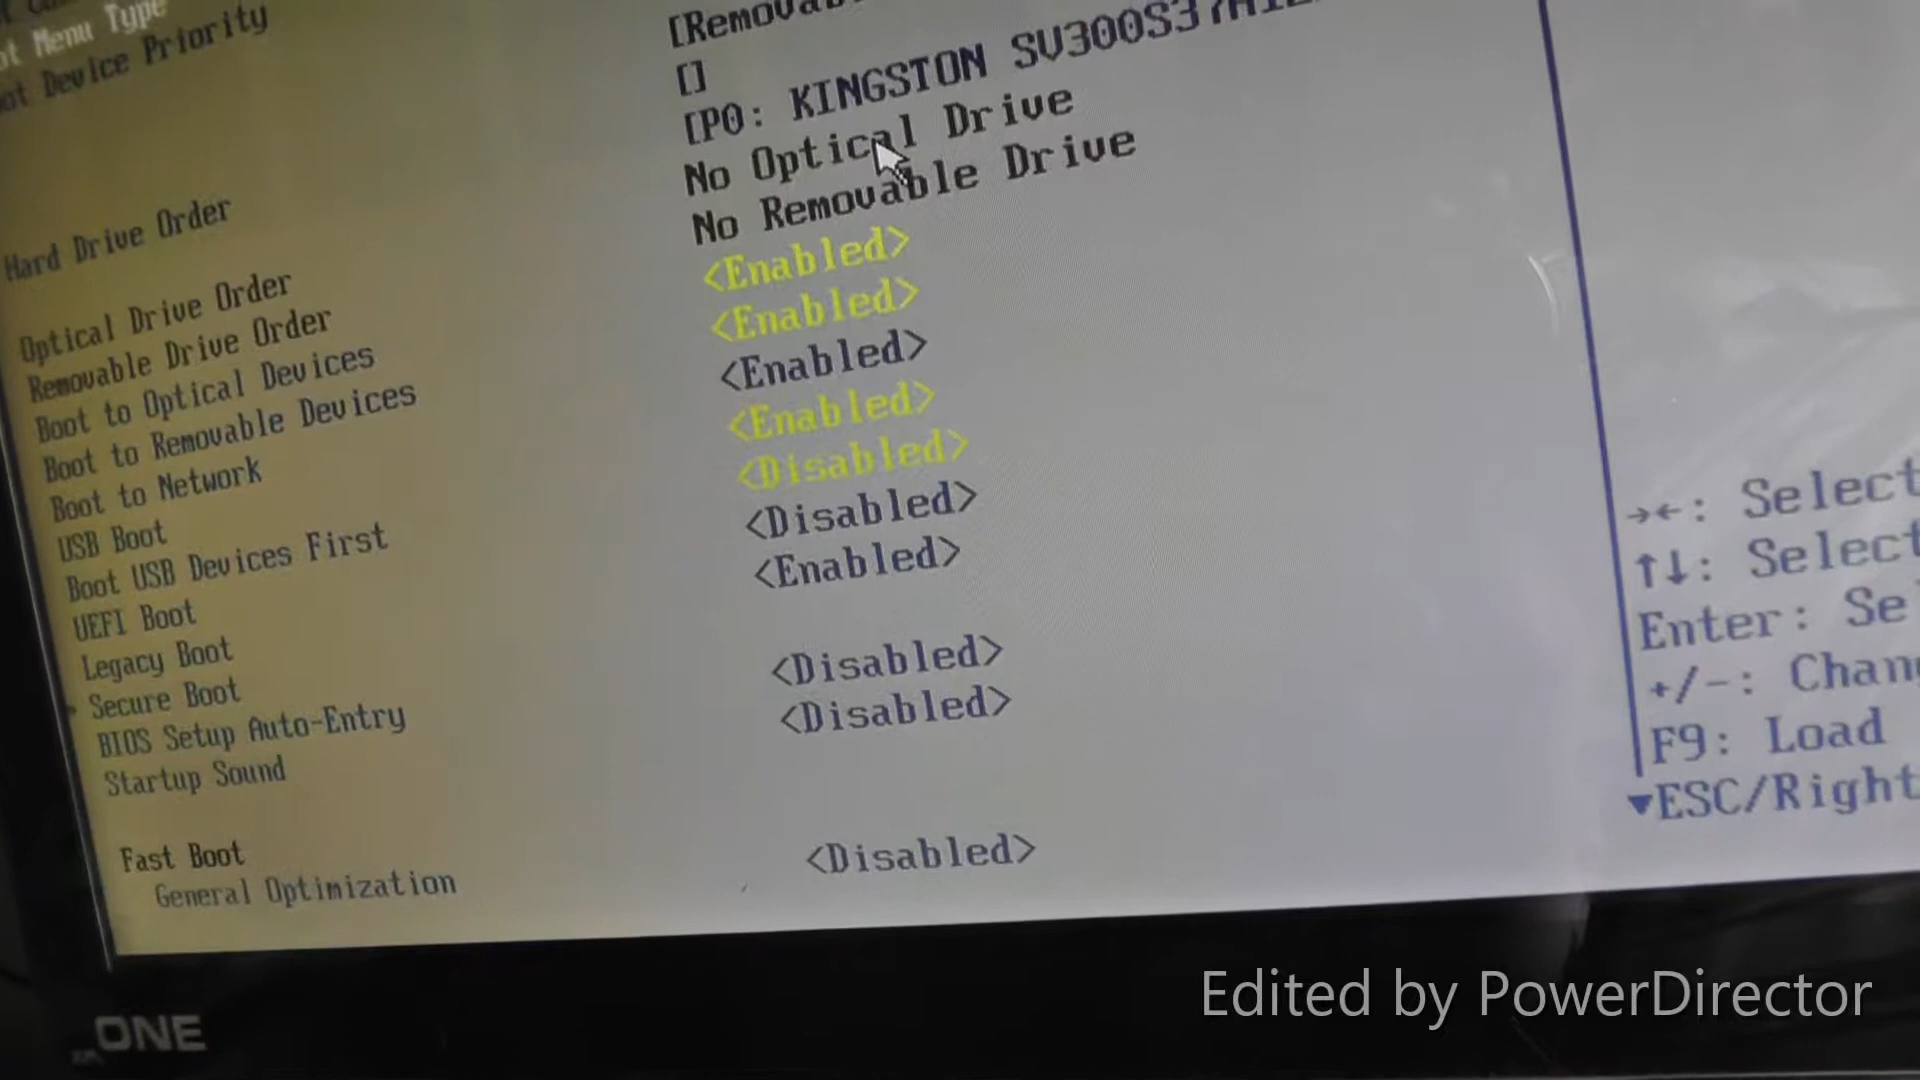 Menu Type
Device Priority
[]
[P0: KINGSTON
Hard Drive Order
No Optical Drive
No Removable Drive
Optical Drive Order
Removable Drive Order
Boot to Optical Devices <Enabled>
Boot to Removable Devices <Enabled>
Boot to Network <Enabled>
USB Boot <Enabled>
Boot USB Devices First <Disabled>
UEFI Boot <Disabled>
Legacy Boot <Enabled>
Secure Boot
BIOS Setup Auto-Entry <Disabled>
Startup Sound <Disabled>
Fast Boot
General Optimization <Disabled>
→←: Select
↑↓: Select
Enter: Se
+/-: Chan
F9: Load
▼ESC/Right
ONE
Edited by PowerDirector